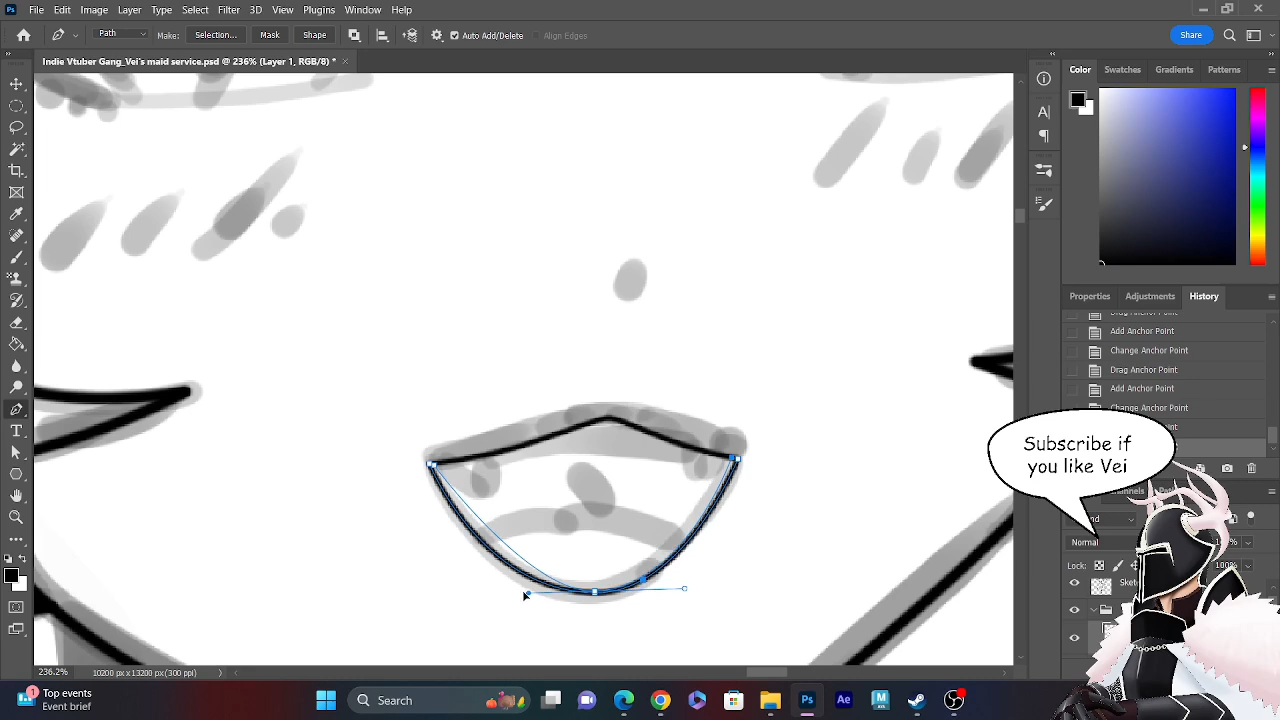 Ps File Edit Image Layer Type Select Filter 3D View Plugins Window Help
Path Make: Selection... Mask Shape Auto Add/Delete Align Edges Share
Indie Vtuber Gang_Vei's maid service.psd @ 236% (Layer 1, RGB/8) *
Color Swatches Gradients Patterns
Properties Adjustments History
Add Anchor Point
Change Anchor Point
Drag Anchor Point
Add Anchor Point
Change Anchor Point
Subscribe if
you like Vei
Normal
Lock:
236.2% 10200 px x 13200 px (300 ppi)
1 Top events
Event brief
Search
Ps Ae M